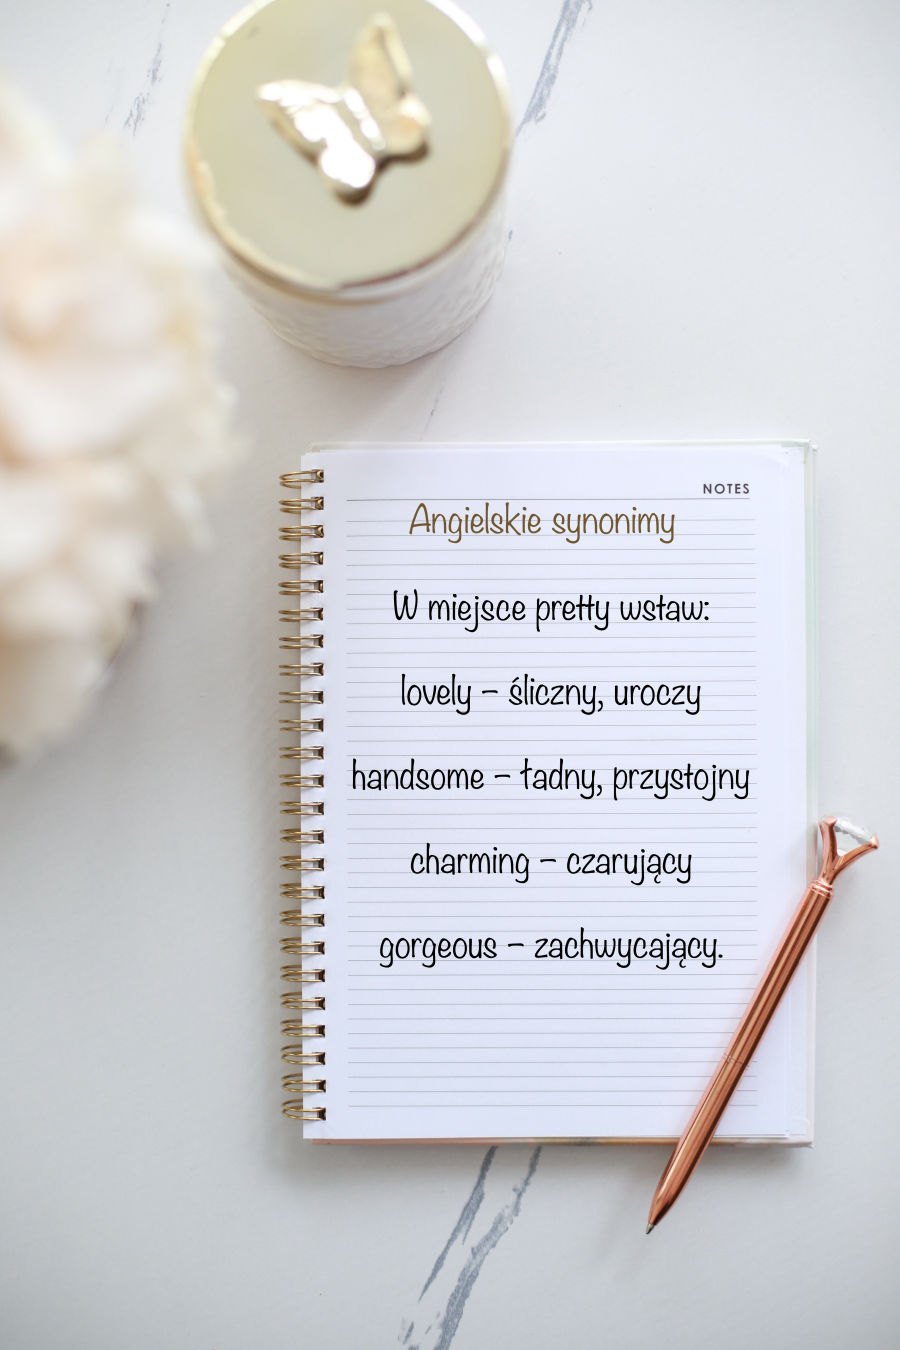 NOTES
Angielskie synonimy
W miejsce pretty wstaw:
lovely – śliczny, uroczy
handsome – ładny, przystojny
charming – czarujący
gorgeous – zachwycający.